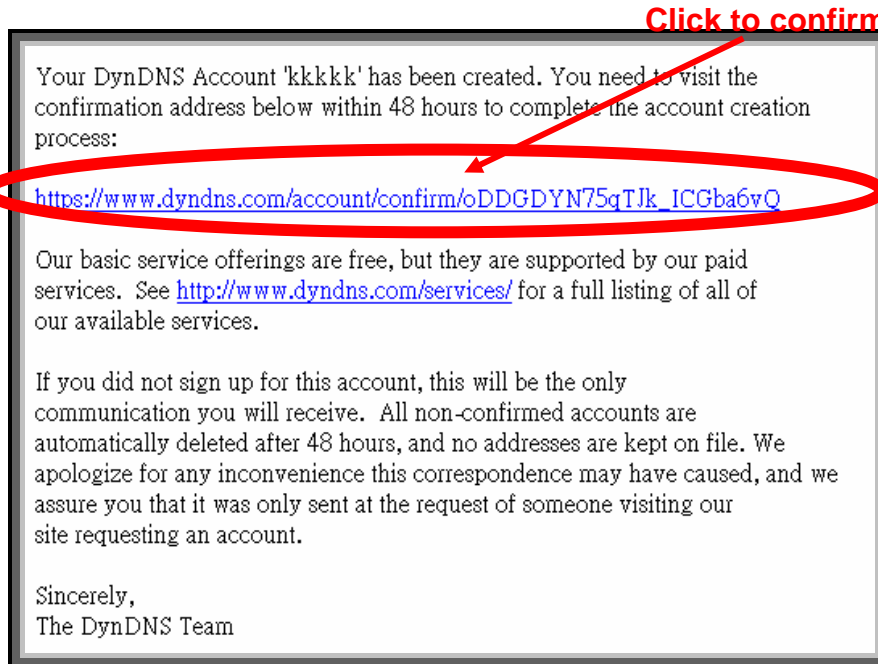 Click to confirm
Your DynDNS Account 'kkkkk' has been created. You need to visit the
confirmation address below within 48 hours to complete the account creation
process:
https://www.dyndns.com/account/confirm/oDDGDYN75qTJk_ICGba6vQ
Our basic service offerings are free, but they are supported by our paid
services.  See http://www.dyndns.com/services/ for a full listing of all of
our available services.
If you did not sign up for this account, this will be the only
communication you will receive.  All non-confirmed accounts are
automatically deleted after 48 hours, and no addresses are kept on file. We
apologize for any inconvenience this correspondence may have caused, and we
assure you that it was only sent at the request of someone visiting our
site requesting an account.
Sincerely,
The DynDNS Team